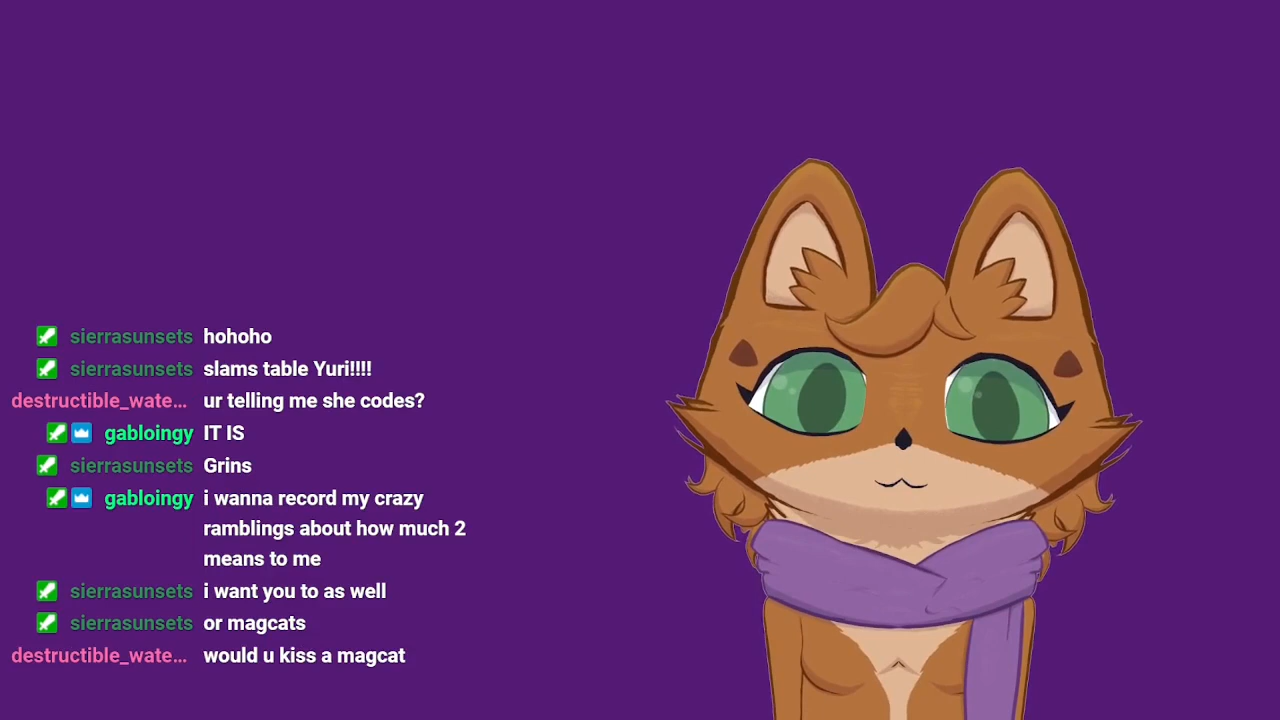 sierrasunsets hohoho
sierrasunsets slams table Yuri!!!!
destructible_wate... ur telling me she codes?
gabloingy IT IS
sierrasunsets Grins
gabloingy i wanna record my crazy
ramblings about how much 2
means to me
sierrasunsets i want you to as well
sierrasunsets or magcats
destructible_wate... would u kiss a magcat